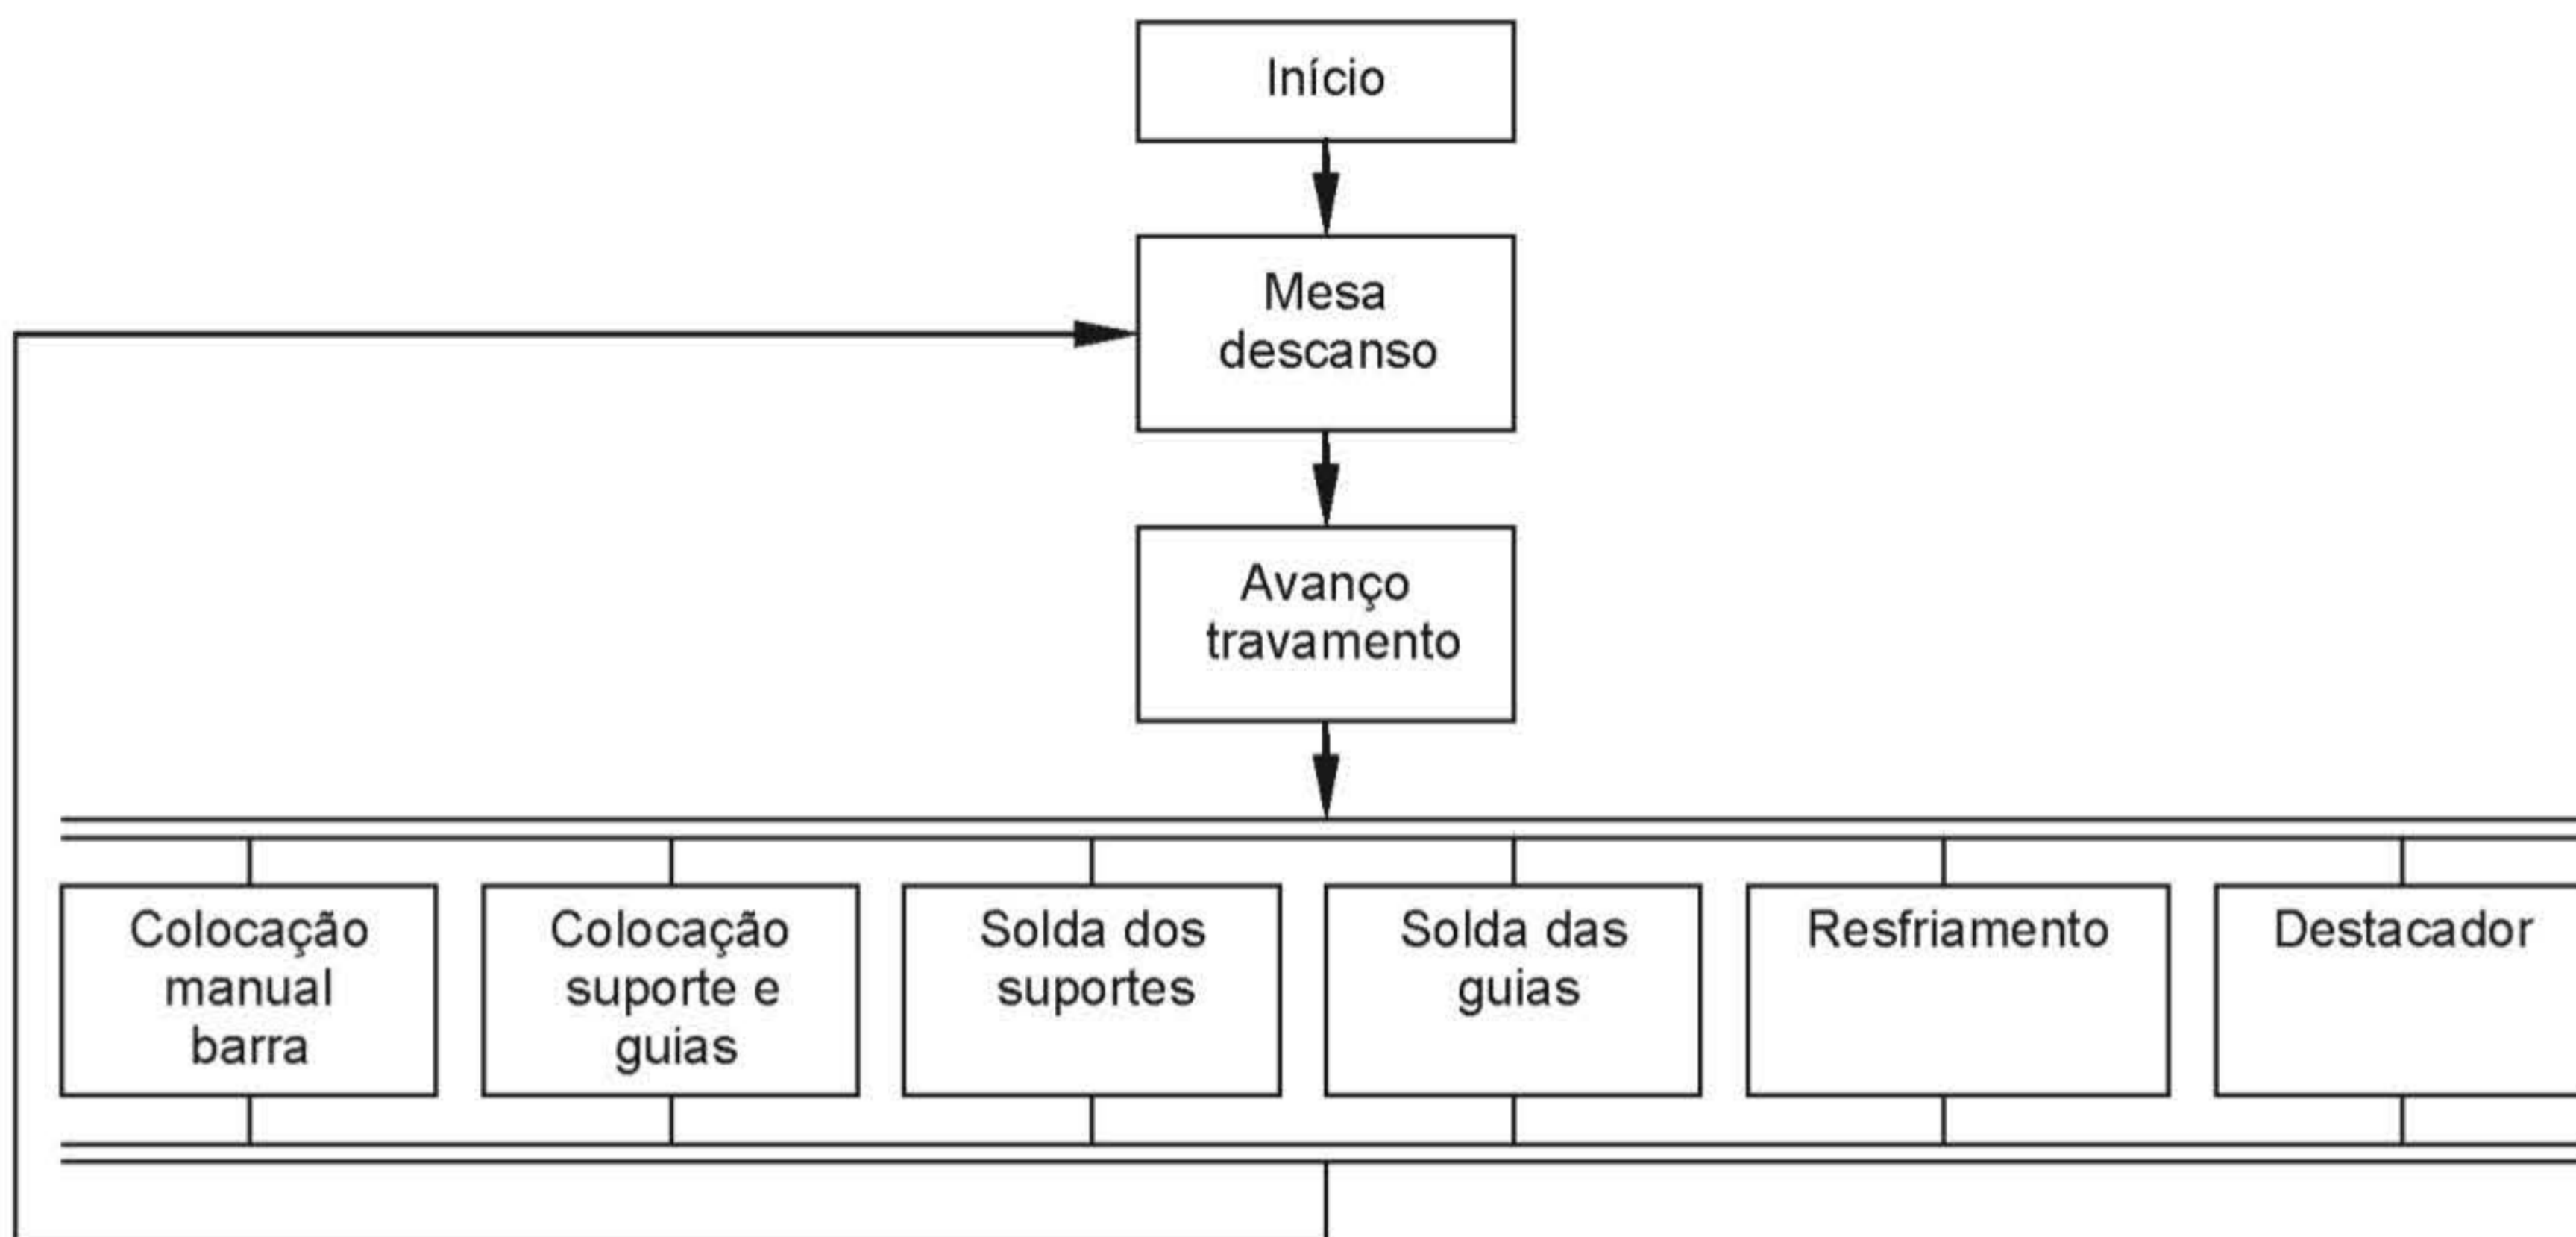 Início
Mesa
descanso
Avanço
travamento
Colocação
manual
barra
Colocação
suporte e
guias
Solda dos
suportes
Solda das
guias
Resfriamento
Destacador